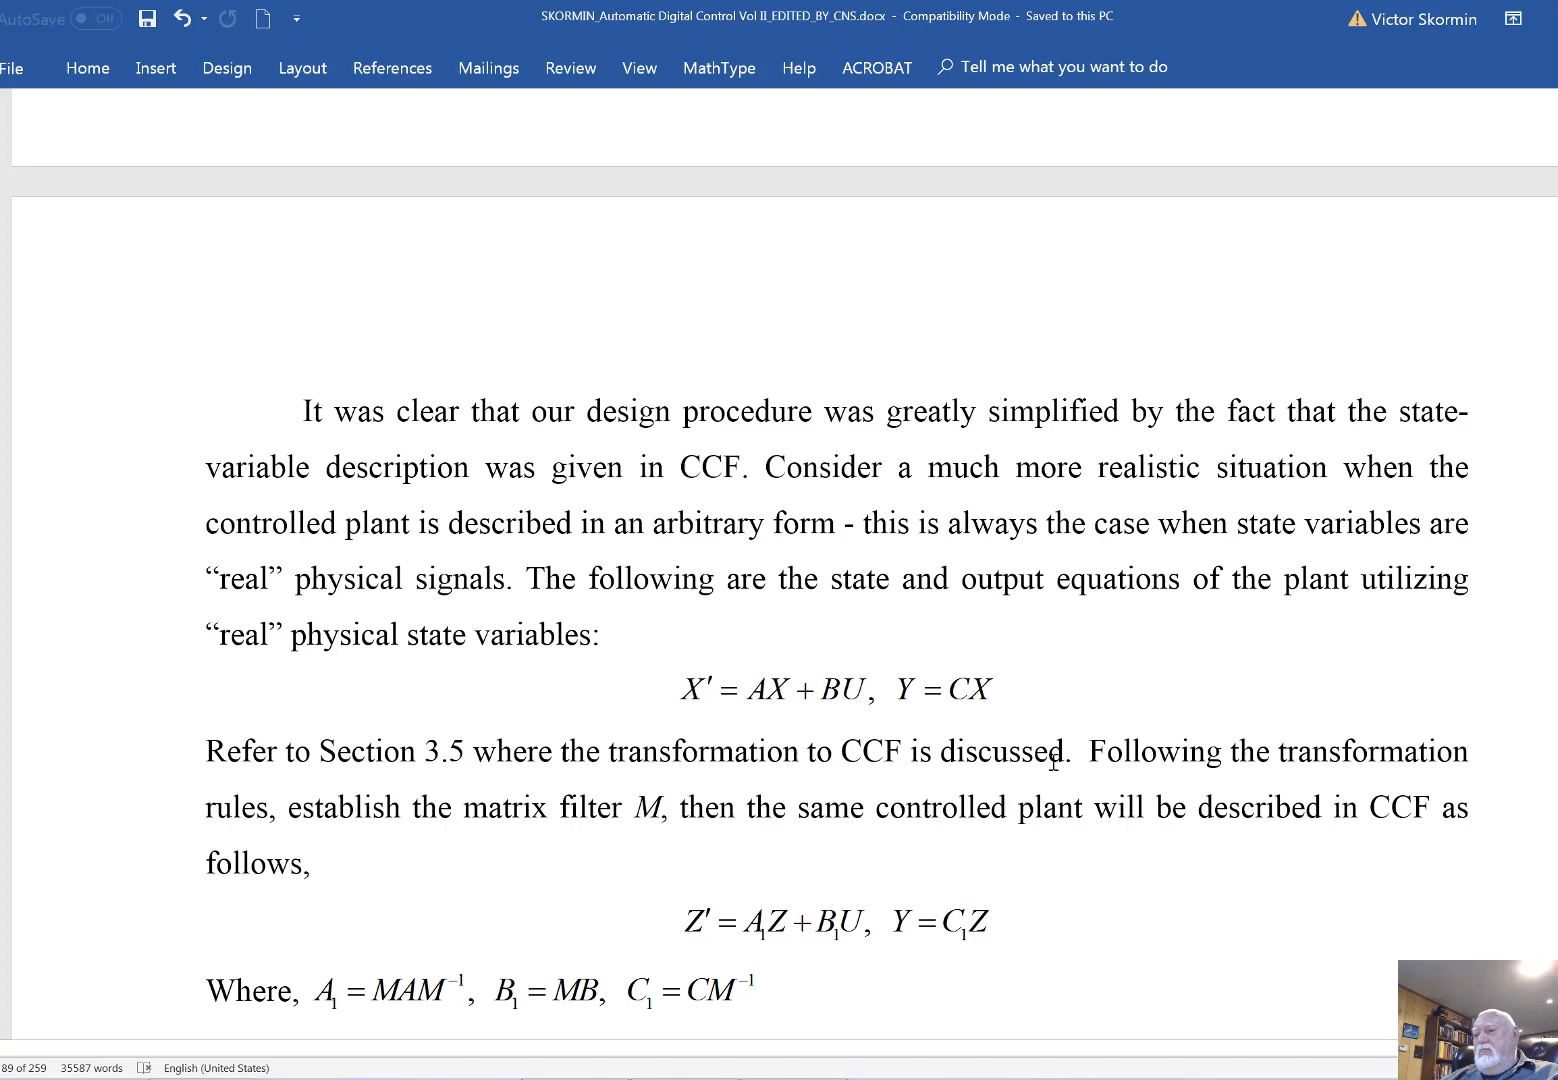 AutoSave Off
SKORMIN_Automatic Digital Control Vol II_EDITED_BY_CNS.docx - Compatibility Mode - Saved to this PC
Victor Skormin
File Home Insert Design Layout References Mailings Review View MathType Help ACROBAT Tell me what you want to do
It was clear that our design procedure was greatly simplified by the fact that the state-
variable description was given in CCF. Consider a much more realistic situation when the
controlled plant is described in an arbitrary form - this is always the case when state variables are
“real” physical signals. The following are the state and output equations of the plant utilizing
“real” physical state variables:
X′ = AX + BU, Y = CX
Refer to Section 3.5 where the transformation to CCF is discussed. Following the transformation
rules, establish the matrix filter M, then the same controlled plant will be described in CCF as
follows,
Z′ = A₁Z + B₁U, Y = C₁Z
Where, A₁ = MAM⁻¹, B₁ = MB, C₁ = CM⁻¹
89 of 259 35587 words English (United States)